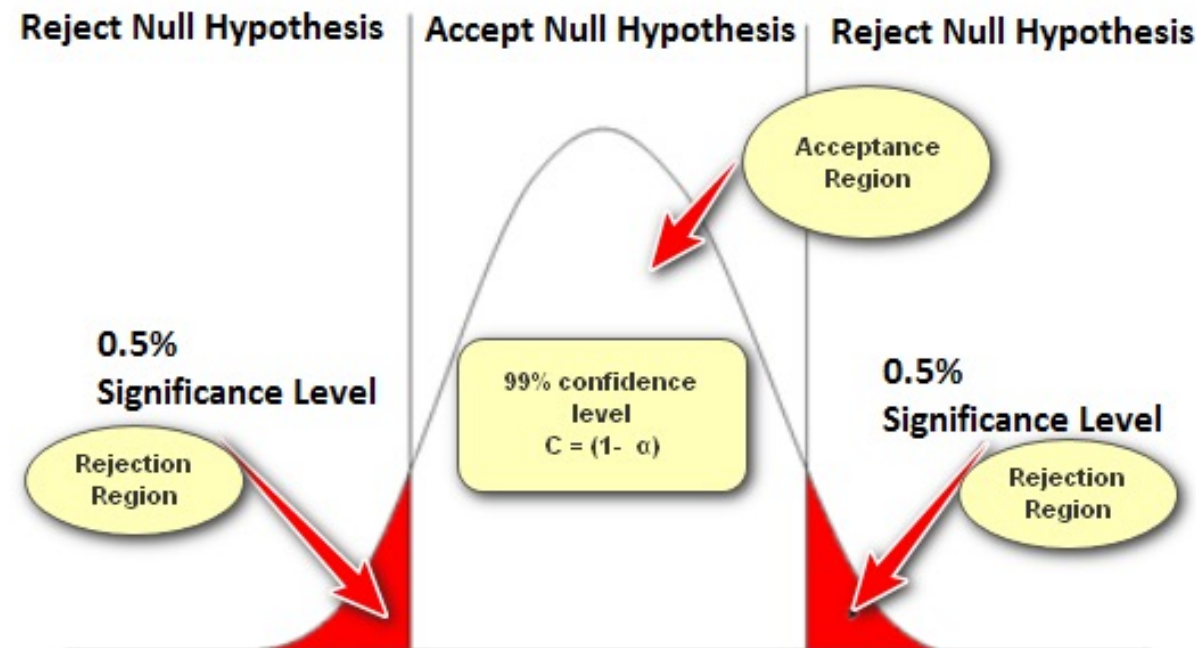 Reject Null Hypothesis
Accept Null Hypothesis
Reject Null Hypothesis
Acceptance
Region
0.5%
Significance Level
99% confidence
level
C = (1-  α)
0.5%
Significance Level
Rejection
Region
Rejection
Region